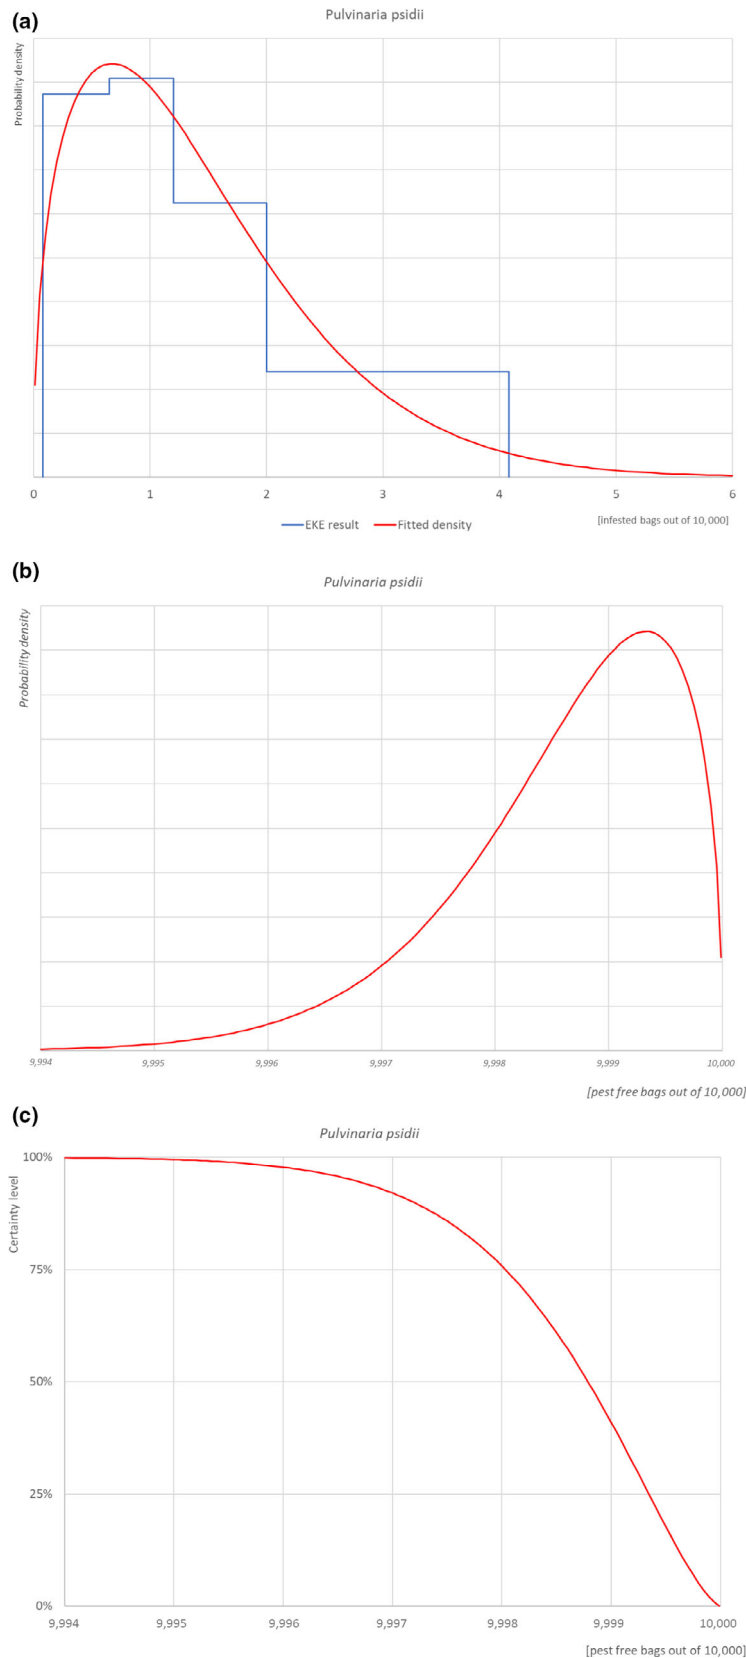 (a)
Pulvinaria psidii
Probability density
0 1 2 3 4 5 6
EKE result Fitted density
[infested bags out of 10,000]
(b)
Pulvinaria psidii
Probability density
9,994 9,995 9,996 9,997 9,998 9,999 10,000
[pest free bags out of 10,000]
(c)
Pulvinaria psidii
Certainty level
100%
75%
50%
25%
0%
9,994 9,995 9,996 9,997 9,998 9,999 10,000
[pest free bags out of 10,000]